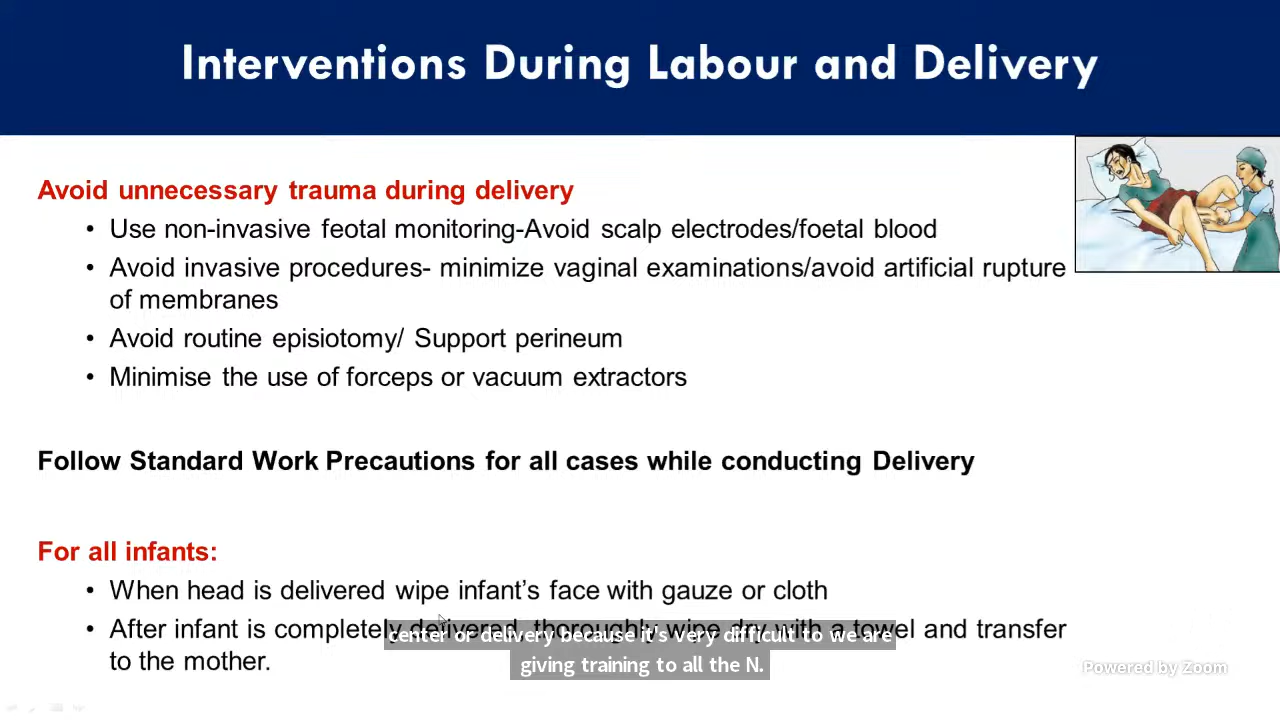 Interventions During Labour and Delivery
Avoid unnecessary trauma during delivery
• Use non-invasive feotal monitoring-Avoid scalp electrodes/foetal blood
• Avoid invasive procedures- minimize vaginal examinations/avoid artificial rupture
of membranes
• Avoid routine episiotomy/ Support perineum
• Minimise the use of forceps or vacuum extractors
Follow Standard Work Precautions for all cases while conducting Delivery
For all infants:
• When head is delivered wipe infant’s face with gauze or cloth
• After infant is completely delivered, thoroughly wipe dry with a towel and transfer
to the mother.
center or delivery because it's very difficult to we are
giving training to all the N.
Powered by Zoom